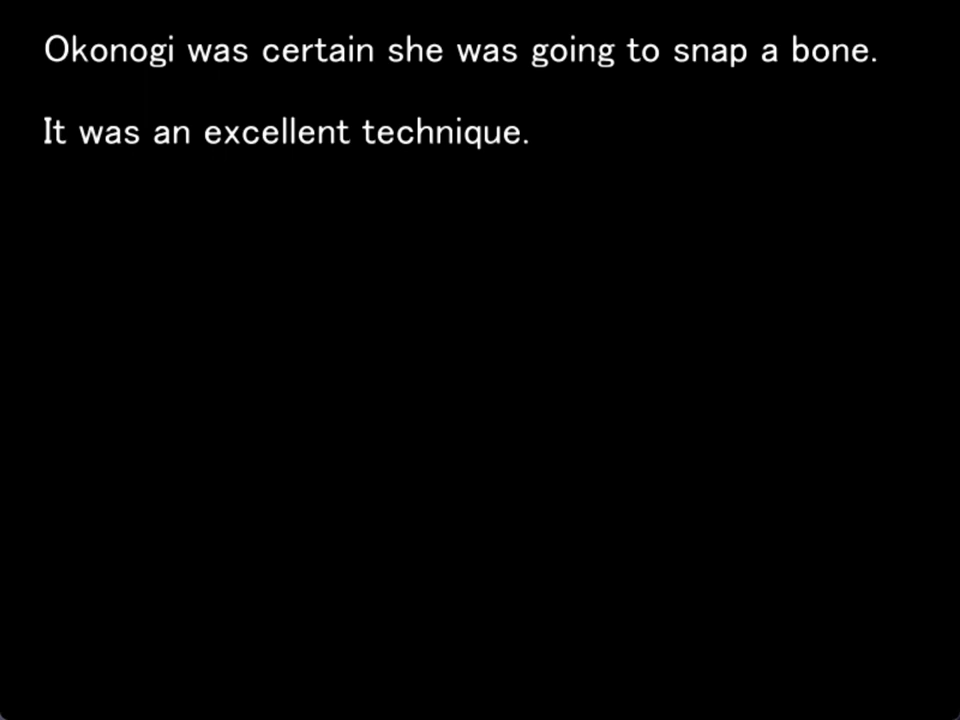 Okonogi was certain she was going to snap a bone.
It was an excellent technique.